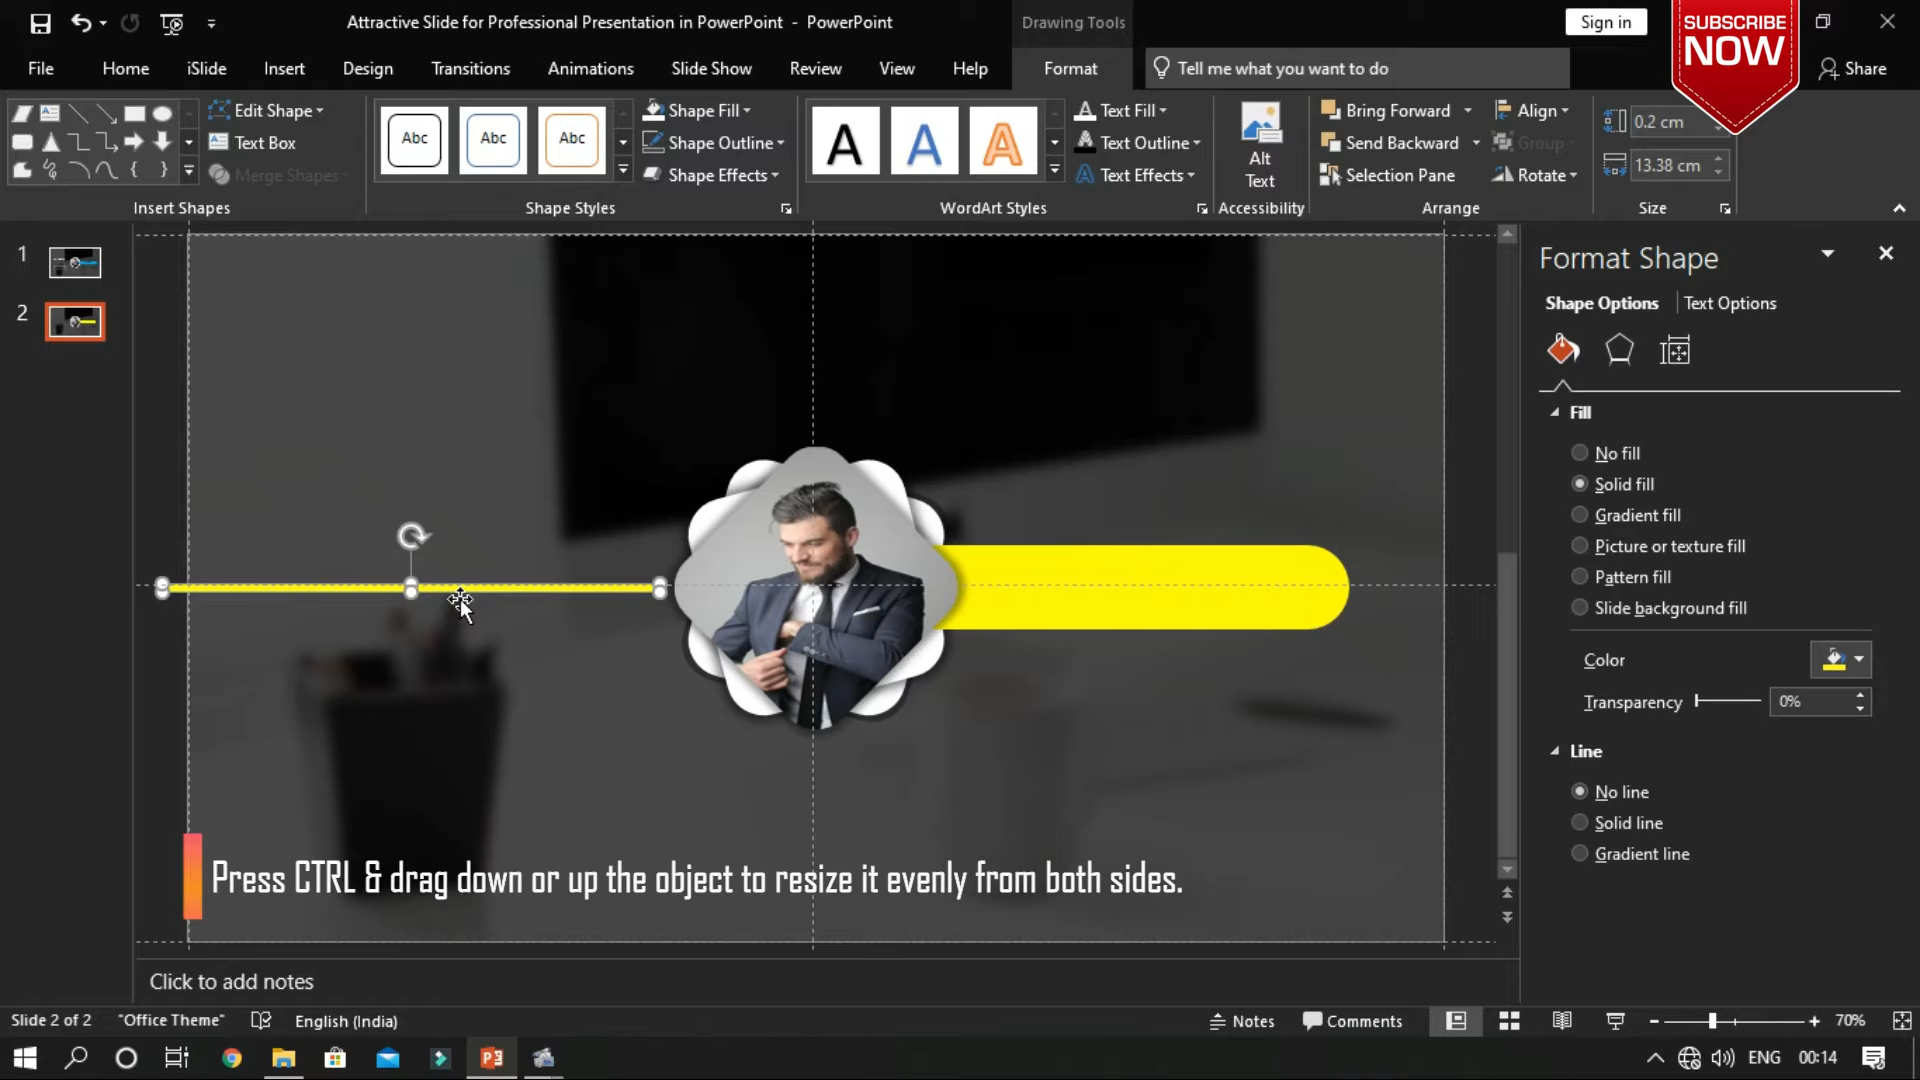 Attractive Slide for Professional Presentation in PowerPoint - PowerPoint
Drawing Tools
Sign in
SUBSCRIBE
NOW
File
Home
iSlide
Insert
Design
Transitions
Animations
Slide Show
Review
View
Help
Format
Tell me what you want to do
Share
Edit Shape
Text Box
Merge Shapes
Insert Shapes
Abc
Abc
Abc
Shape Fill
Shape Outline
Shape Effects
Shape Styles
A
A
A
Text Fill
Text Outline
Text Effects
WordArt Styles
Alt
Text
Accessibility
Bring Forward
Send Backward
Selection Pane
Align
Group
Rotate
Arrange
0.2 cm
13.38 cm
Size
1
2
Format Shape
Shape Options
Text Options
Fill
No fill
Solid fill
Gradient fill
Picture or texture fill
Pattern fill
Slide background fill
Color
Transparency
0%
Line
No line
Solid line
Gradient line
Press CTRL & drag down or up the object to resize it evenly from both sides.
Click to add notes
Slide 2 of 2
"Office Theme"
English (India)
Notes
Comments
70%
ENG
00:14